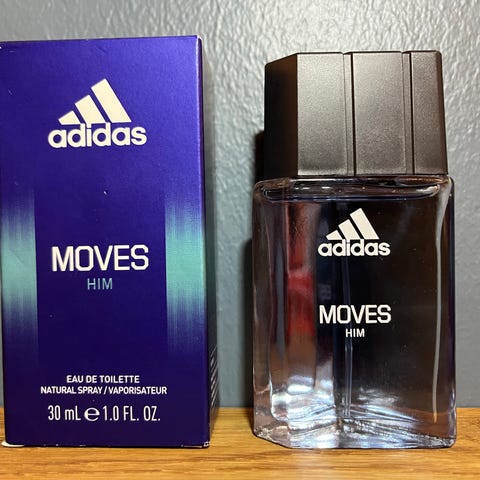 adidas
MOVES
HIM
EAU DE TOILETTE
NATURAL SPRAY / VAPORISATEUR
30 mL ℮ 1.0 FL. OZ.
adidas
MOVES
HIM